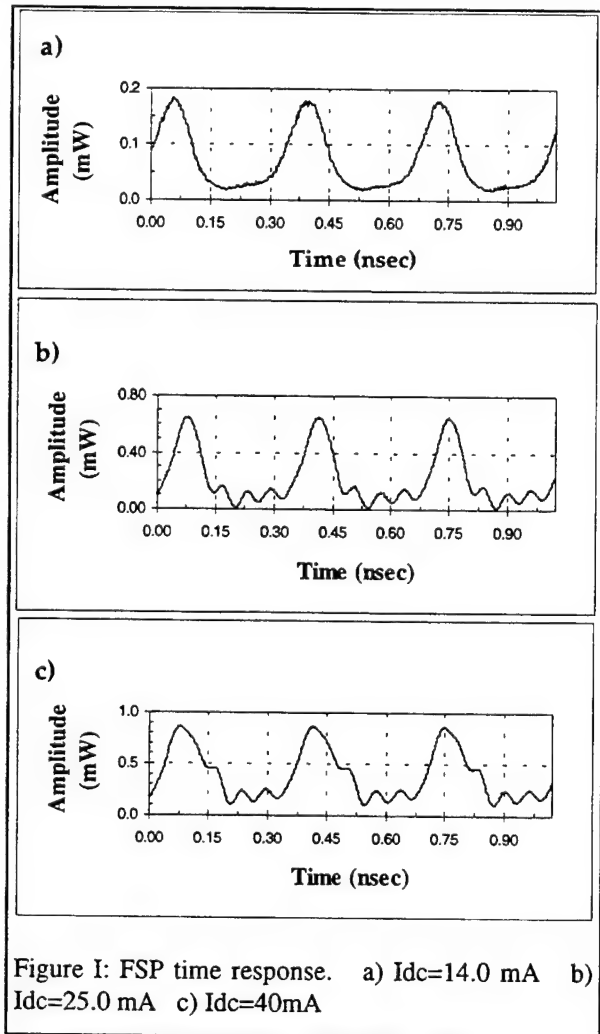 a)
Amplitude
(mW)
0.2
0.1
0.0
0.00 0.15 0.30 0.45 0.60 0.75 0.90
Time (nsec)
b)
Amplitude
(mW)
0.80
0.40
0.00
0.00 0.15 0.30 0.45 0.60 0.75 0.90
Time (nsec)
c)
Amplitude
(mW)
1.0
0.5
0.0
0.00 0.15 0.30 0.45 0.60 0.75 0.90
Time (nsec)
Figure I: FSP time response. a) Idc=14.0 mA b)
Idc=25.0 mA c) Idc=40mA